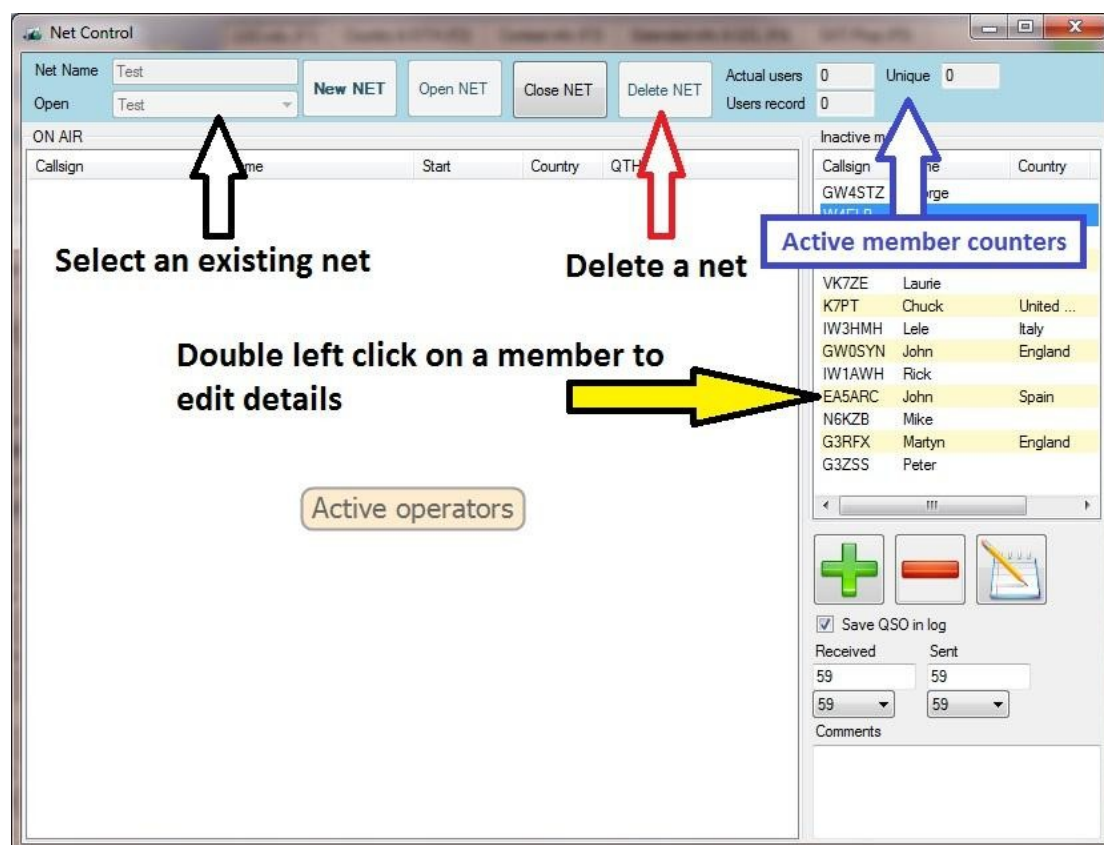 Net Control
Net Name Test
Open Test
New NET
Open NET
Close NET
Delete NET
Actual users 0 Unique 0
Users record 0
ON AIR
Callsign Start Country QTH
Select an existing net
Delete a net
Double left click on a member to
edit details
Active operators
Inactive
Callsign Country
GW4STZ
Active member counters
VK7ZE Laurie
K7PT Chuck United ...
IW3HMH Lele Italy
GW0SYN John England
IW1AWH Rick
EA5ARC John Spain
N6KZB Mike
G3RFX Martyn England
G3ZSS Peter
Save QSO in log
Received Sent
59 59
59 59
Comments